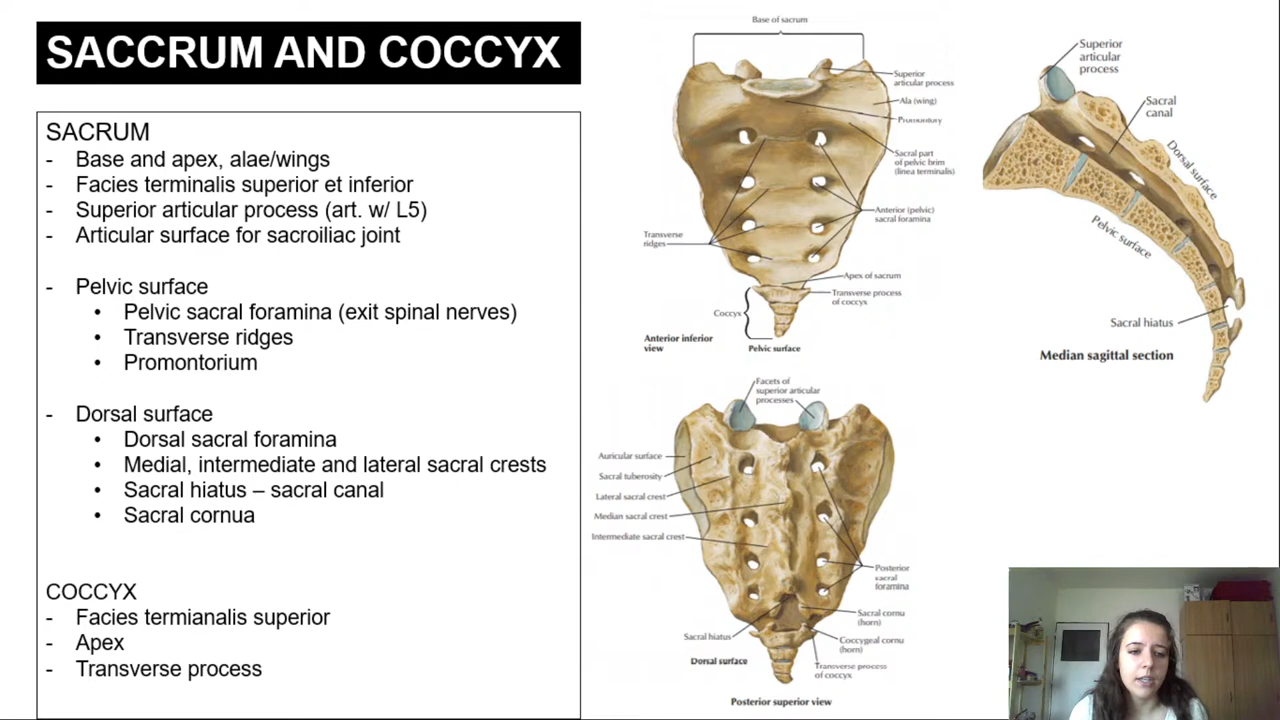 SACCRUM AND COCCYX
SACRUM
- Base and apex, alae/wings
- Facies terminalis superior et inferior
- Superior articular process (art. w/ L5)
- Articular surface for sacroiliac joint
- Pelvic surface
• Pelvic sacral foramina (exit spinal nerves)
• Transverse ridges
• Promontorium
- Dorsal surface
• Dorsal sacral foramina
• Medial, intermediate and lateral sacral crests
• Sacral hiatus – sacral canal
• Sacral cornua
COCCYX
- Facies termianalis superior
- Apex
- Transverse process
Base of sacrum
Superior
articular process
Ala (wing)
Promontory
Sacral part
of pelvic brim
(linea terminalis)
Anterior (pelvic)
sacral foramina
Transverse
ridges
Apex of sacrum
Transverse process
of coccyx
Coccyx
Anterior inferior
view
Pelvic surface
Superior
articular
process
Sacral
canal
Dorsal surface
Pelvic surface
Sacral hiatus
Median sagittal section
Facets of
superior articular
processes
Auricular surface
Sacral tuberosity
Lateral sacral crest
Median sacral crest
Intermediate sacral crest
Posterior
sacral
foramina
Sacral cornu
(horn)
Sacral hiatus
Coccygeal cornu
(horn)
Dorsal surface
Transverse process
of coccyx
Posterior superior view